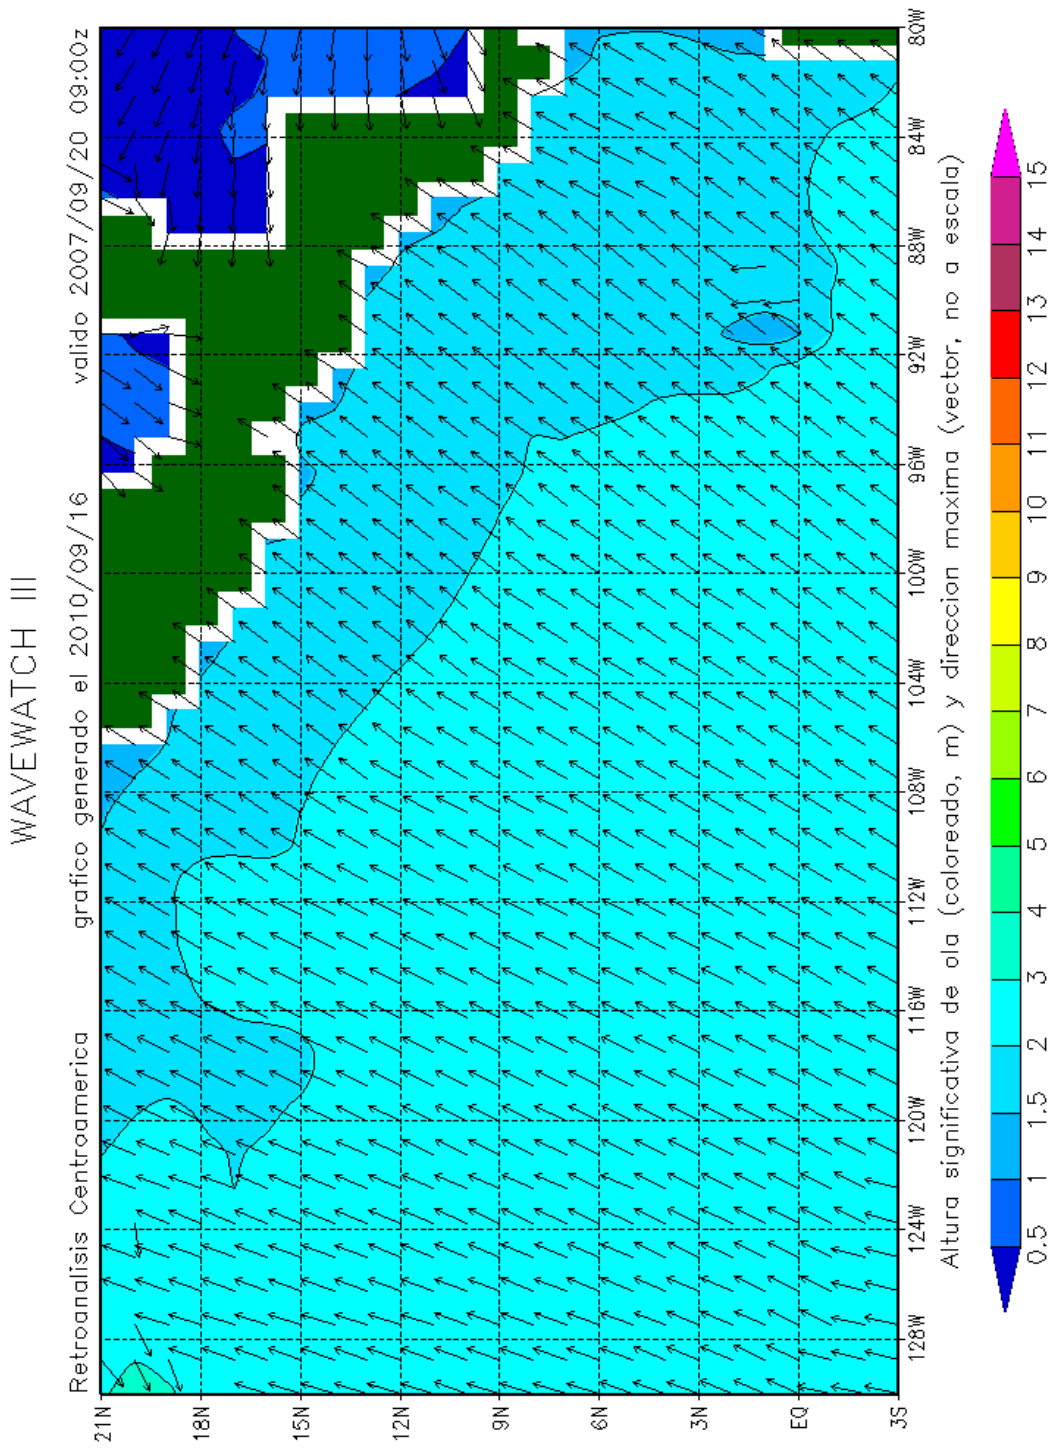 WAVEWATCH III
Retroanalisis Centroamerica grafico generado el 2010/09/16 valido 2007/09/20 09:00z
21N
18N
15N
12N
9N
6N
3N
EQ
3S
128W 124W 120W 116W 112W 108W 104W 100W 96W 92W 88W 84W 80W
Altura significativa de ola (coloreado, m) y direccion maxima (vector, no a escala)
0.5 1 1.5 2 3 4 5 6 7 8 9 10 11 12 13 14 15